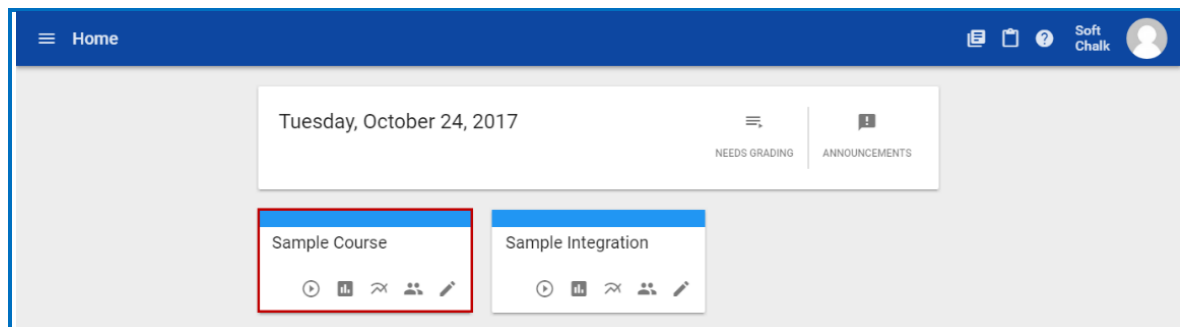 Home
Soft
Chalk
Tuesday, October 24, 2017
NEEDS GRADING
ANNOUNCEMENTS
Sample Course
Sample Integration